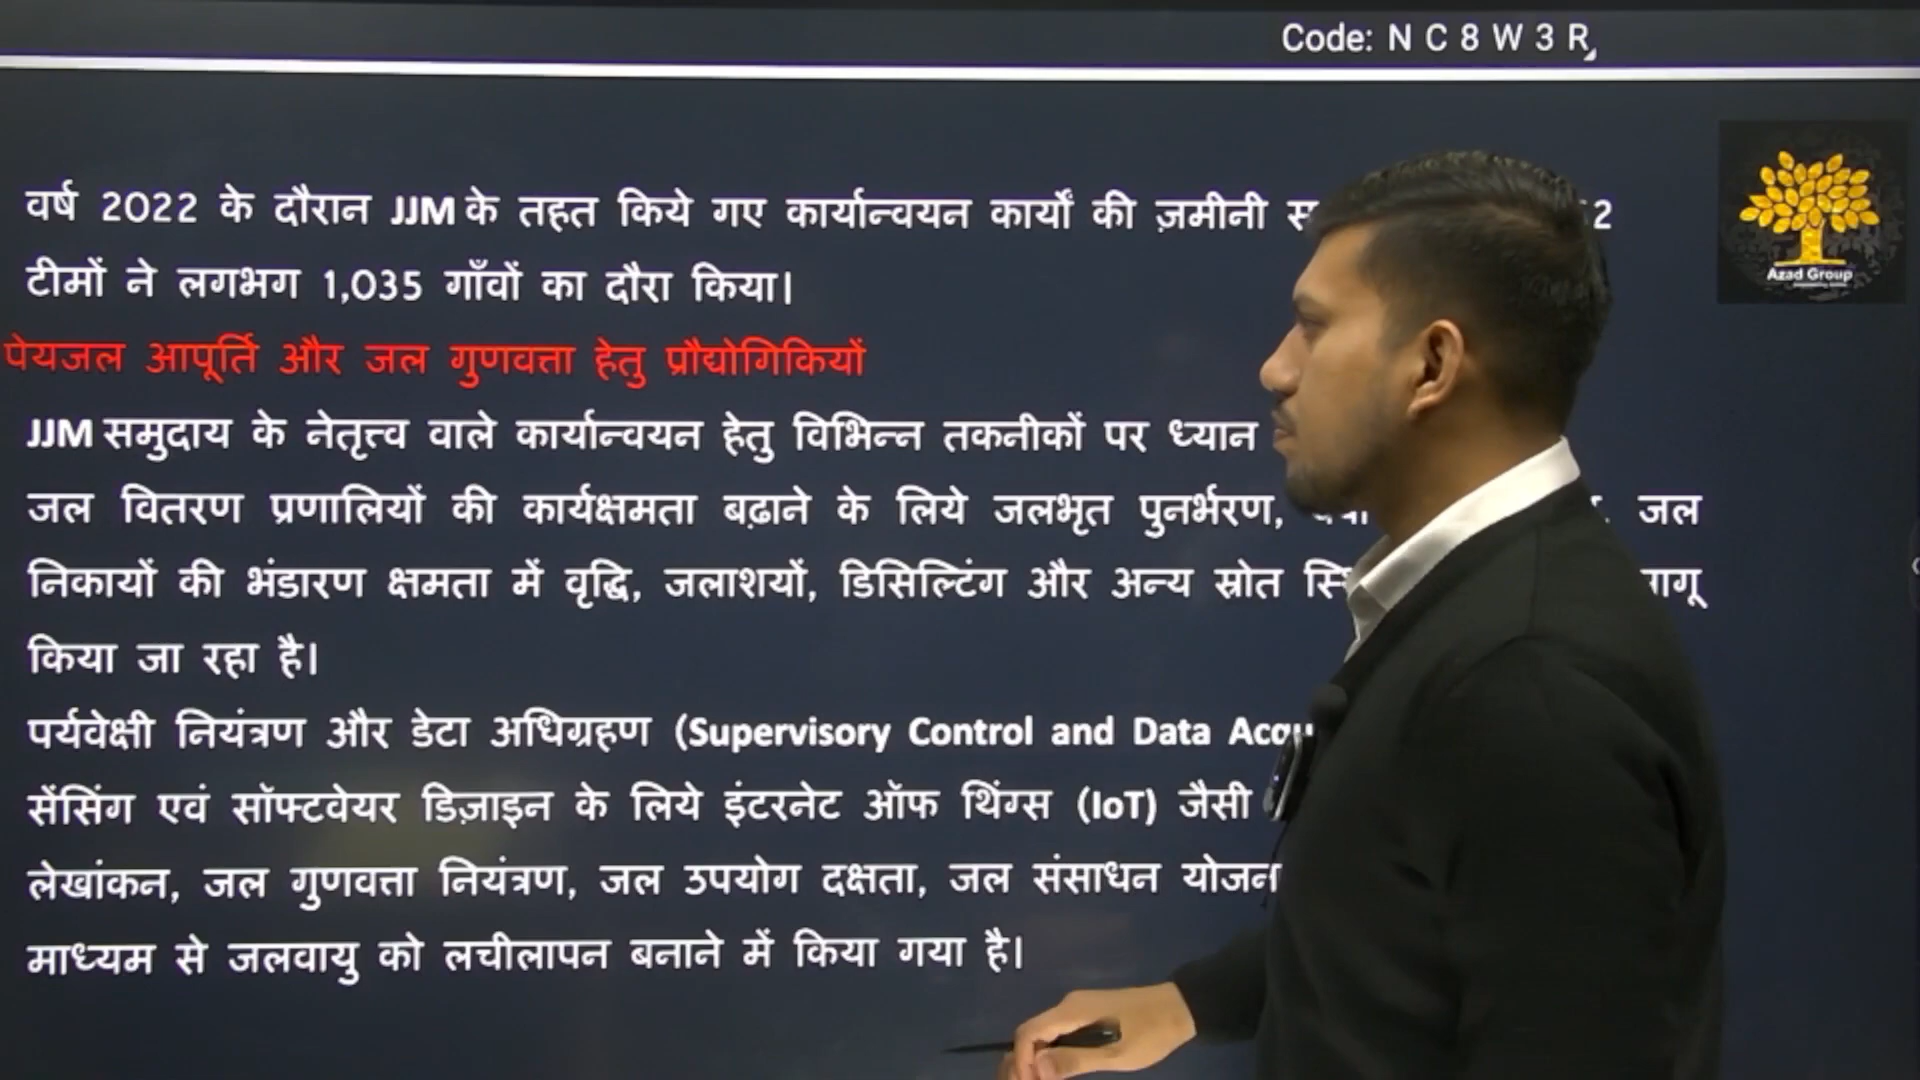 Code: N C 8 W 3 R
Azad Group
वर्ष 2022 के दौरान JJM के तहत किये गए कार्यान्वयन कार्यों की ज़मीनी
टीमों ने लगभग 1,035 गाँवों का दौरा किया।
पेयजल आपूर्ति और जल गुणवत्ता हेतु प्रौद्योगिकियों
JJM समुदाय के नेतृत्त्व वाले कार्यान्वयन हेतु विभिन्न तकनीकों पर ध्यान
जल वितरण प्रणालियों की कार्यक्षमता बढ़ाने के लिये जलभृत पुनर्भरण, जल
निकायों की भंडारण क्षमता में वृद्धि, जलाशयों, डिसिल्टिंग और अन्य स्रोत
किया जा रहा है।
पर्यवेक्षी नियंत्रण और डेटा अधिग्रहण (Supervisory Control and Data
सेंसिंग एवं सॉफ्टवेयर डिज़ाइन के लिये इंटरनेट ऑफ थिंग्स (IoT) जैसी
लेखांकन, जल गुणवत्ता नियंत्रण, जल उपयोग दक्षता, जल संसाधन
माध्यम से जलवायु को लचीलापन बनाने में किया गया है।